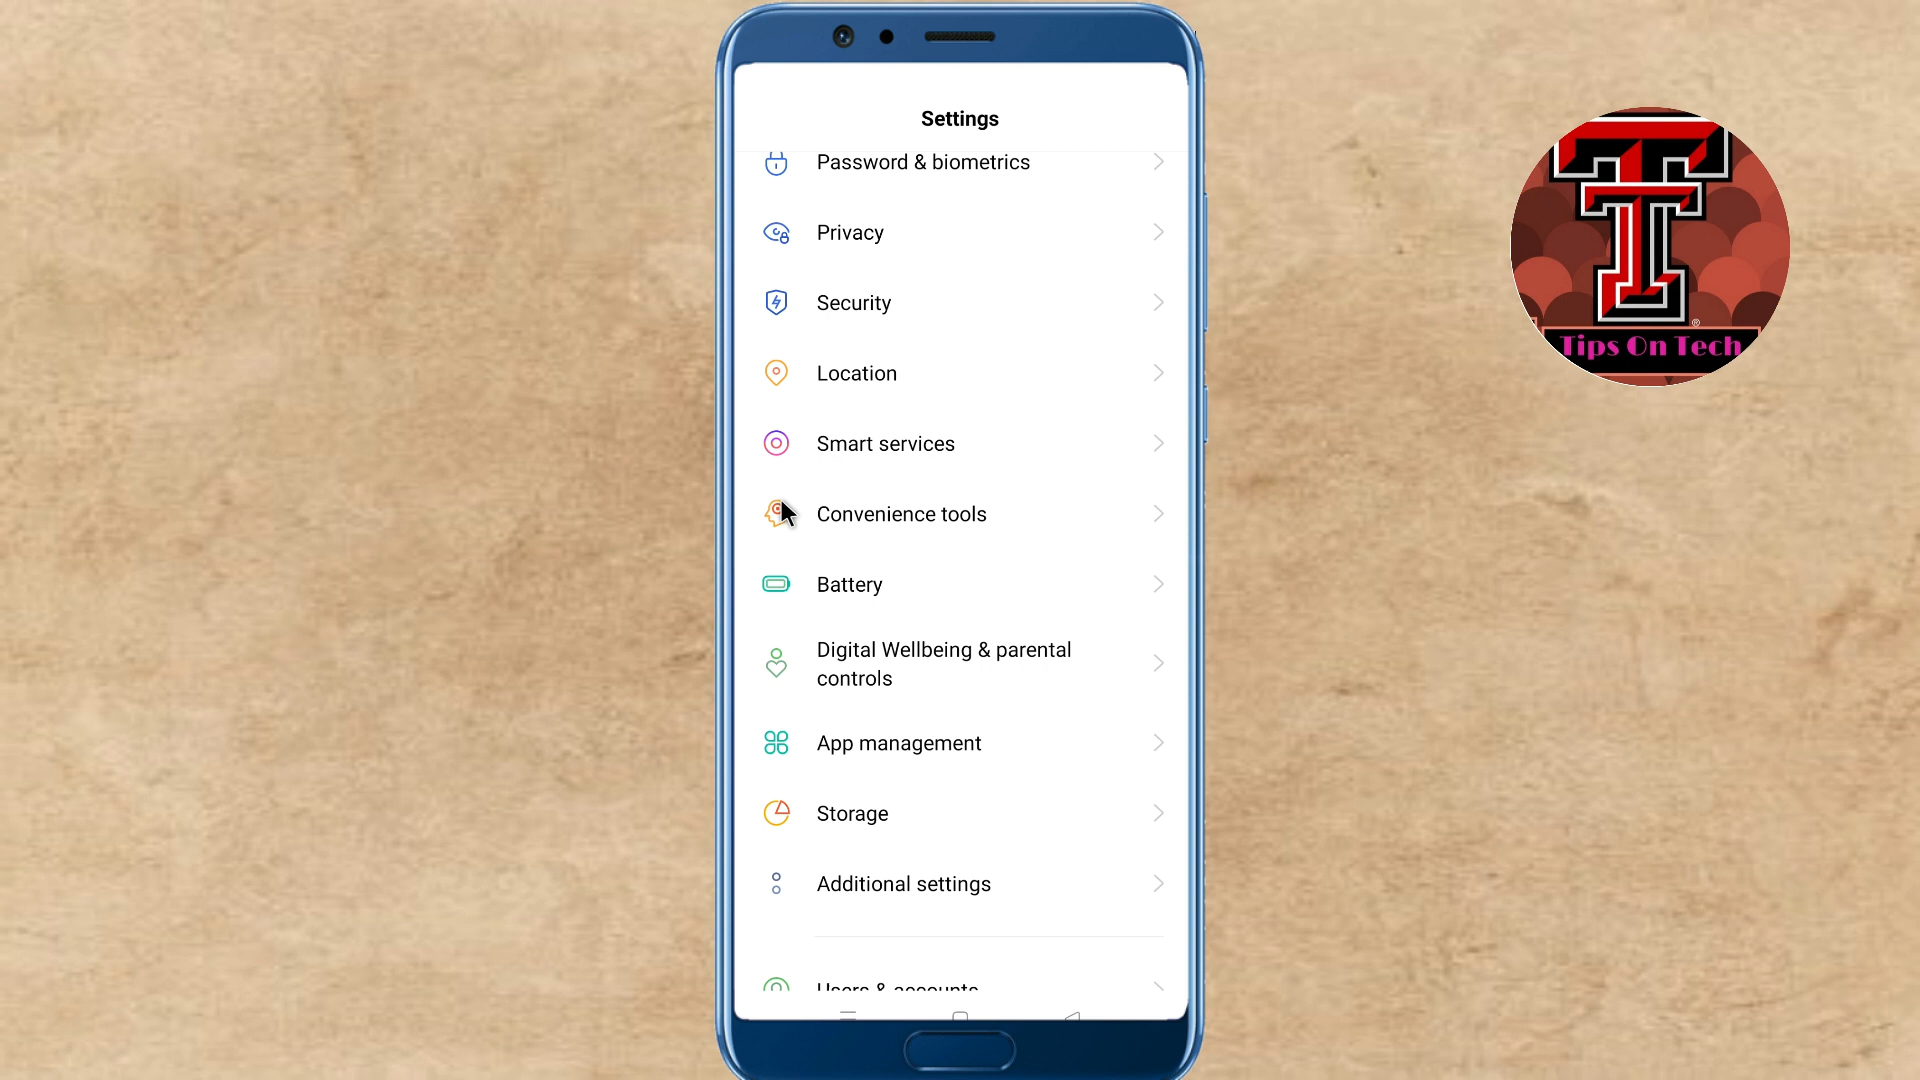 Settings
Password & biometrics
Privacy
Security
Location
Smart services
Convenience tools
Battery
Digital Wellbeing & parental
controls
App management
Storage
Additional settings
Users & accounts
®
Tips On Tech